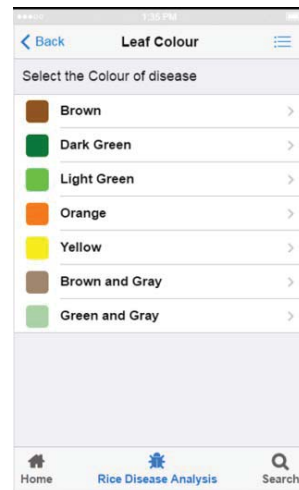 1:35 PM
Back Leaf Colour
Select the Colour of disease
Brown
Dark Green
Light Green
Orange
Yellow
Brown and Gray
Green and Gray
Home Rice Disease Analysis Search